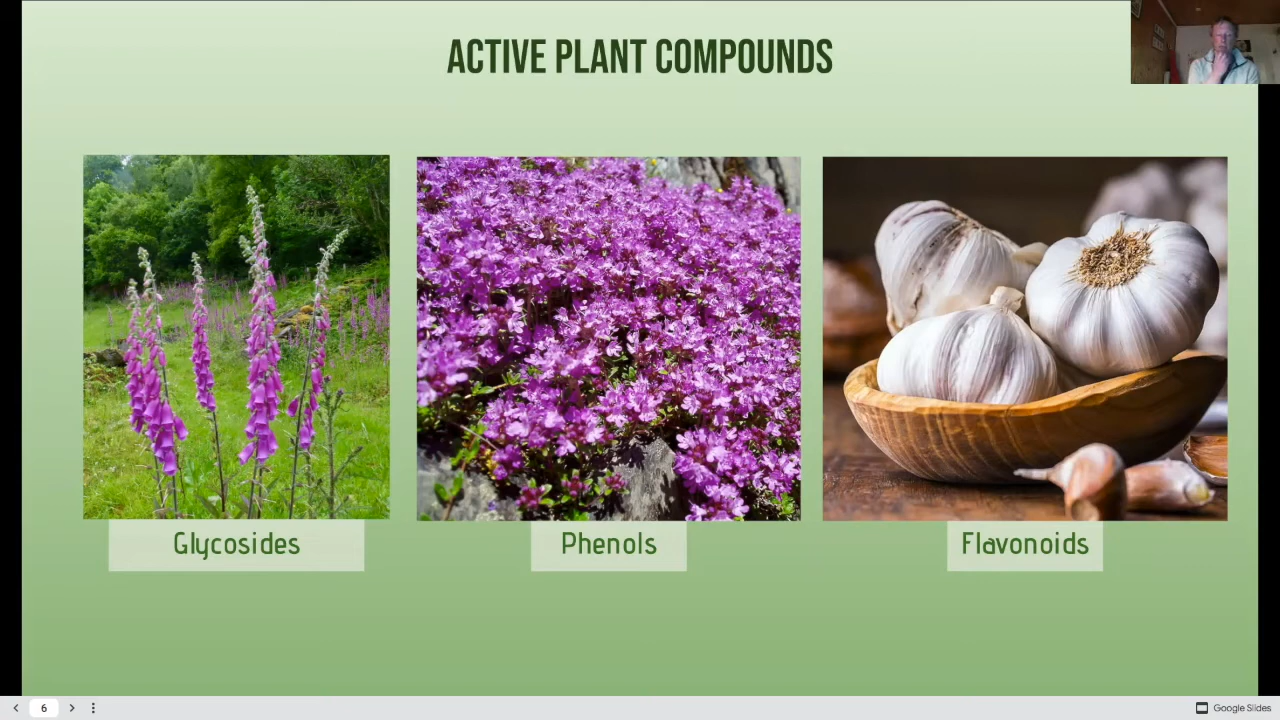 ACTIVE PLANT COMPOUNDS
Glycosides
Phenols
Flavonoids
6
Google Slides